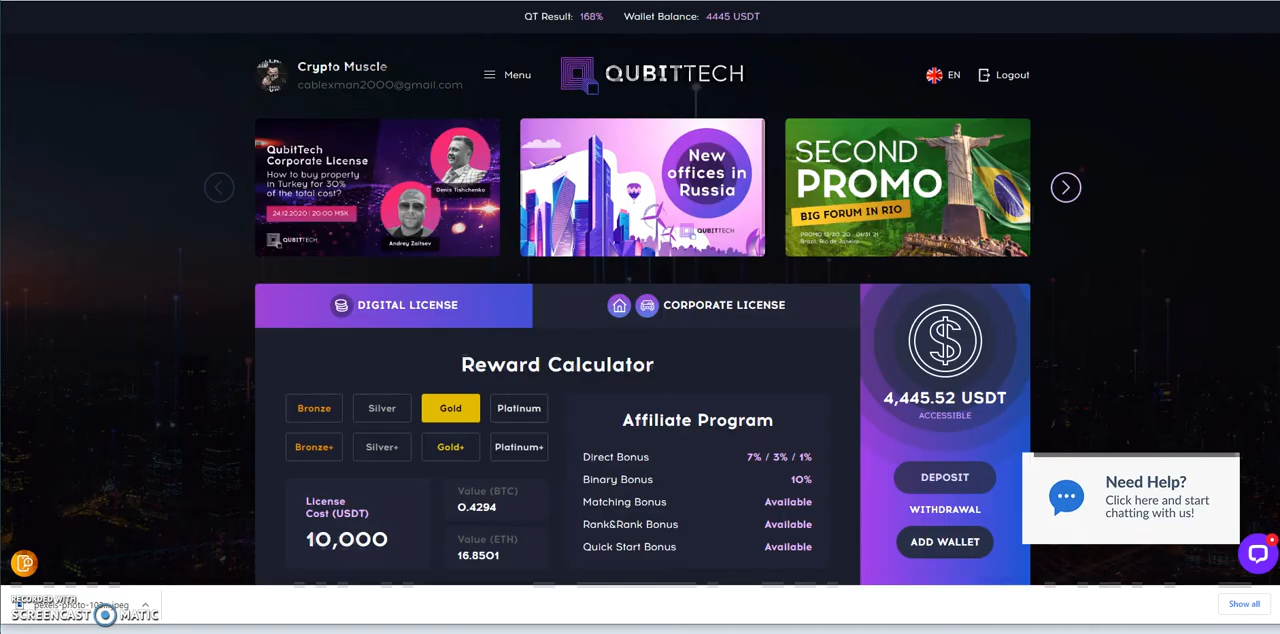 QT Result: 168% Wallet Balance: 4445 USDT
Crypto Muscle
cablexman2000@gmail.com
Menu
QUBITTECH
EN
Logout
QubitTech
Corporate License
How to buy property
in Turkey for 30%
of the total cost?
24.12.2020 | 20:00 MSK
QUBITTECH
Denis Tishchenko
Andrey Zaitsev
New
offices in
Russia
QUBITTECH
SECOND
PROMO
BIG FORUM IN RIO
Brazil, Rio de Janeiro
DIGITAL LICENSE
CORPORATE LICENSE
Reward Calculator
Bronze Silver Gold Platinum
Bronze+ Silver+ Gold+ Platinum+
License
Cost (USDT)
10,000
Value (BTC)
0.4294
Value (ETH)
16.8501
Affiliate Program
Direct Bonus 7% / 3% / 1%
Binary Bonus 10%
Matching Bonus Available
Rank&Rank Bonus Available
Quick Start Bonus Available
$
4,445.52 USDT
ACCESSIBLE
DEPOSIT
WITHDRAWAL
ADD WALLET
Need Help?
Click here and start
chatting with us!
RECORDED WITH
SCREENCAST MATIC
Show all